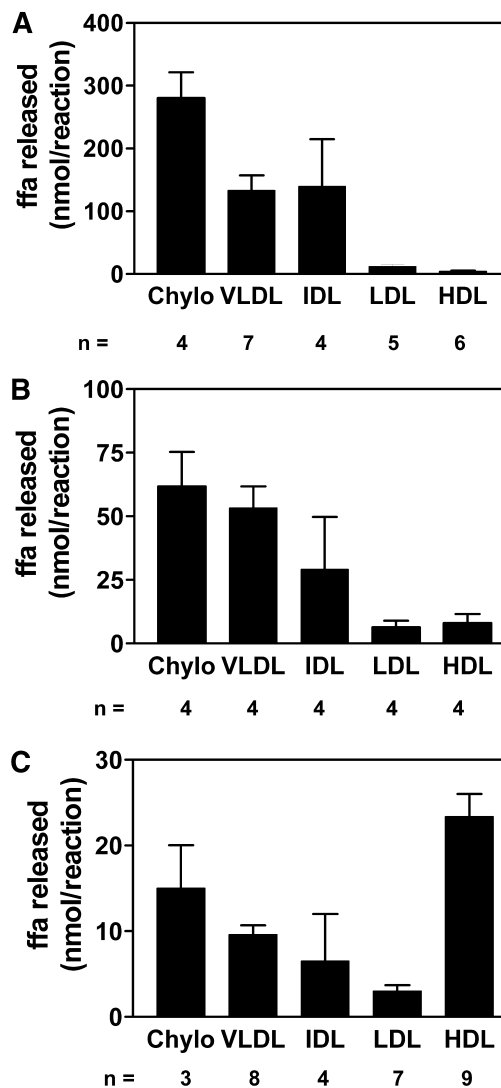 A
ffa released
(nmol/reaction)
400
300
200
100
0
Chylo VLDL IDL LDL HDL
n = 4 7 4 5 6
B
ffa released
(nmol/reaction)
100
75
50
25
0
Chylo VLDL IDL LDL HDL
n = 4 4 4 4 4
C
ffa released
(nmol/reaction)
30
20
10
0
Chylo VLDL IDL LDL HDL
n = 3 8 4 7 9